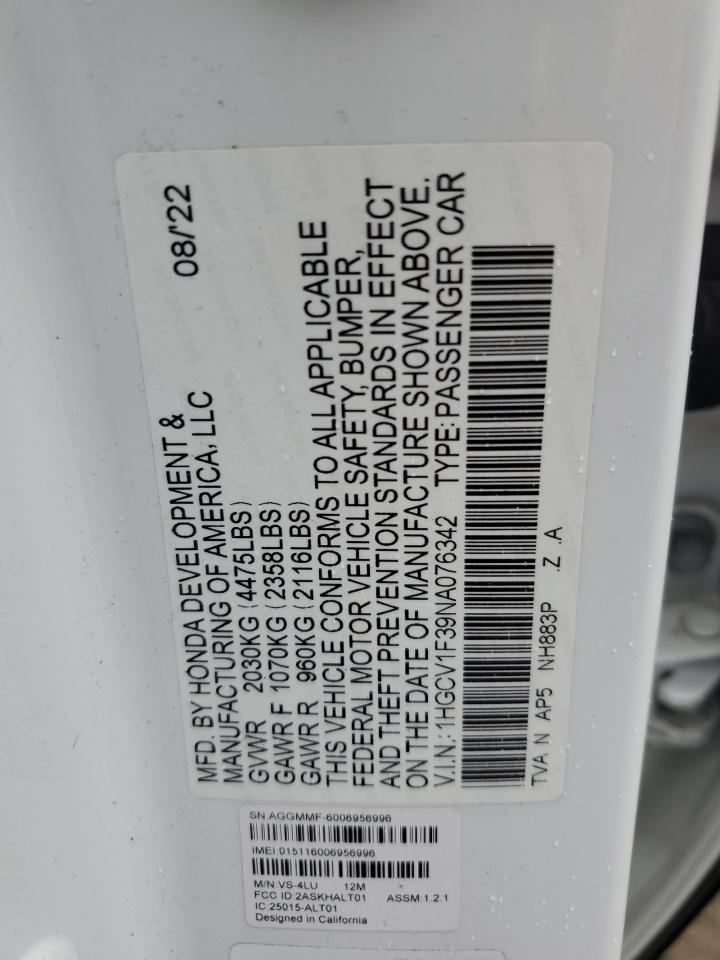 MFD. BY HONDA DEVELOPMENT & 08/'22
MANUFACTURING OF AMERICA, LLC
GVWR 2030KG (4475LBS)
GAWR F 1070KG (2358LBS)
GAWR R 960KG (2116LBS)
THIS VEHICLE CONFORMS TO ALL APPLICABLE
FEDERAL MOTOR VEHICLE SAFETY, BUMPER,
AND THEFT PREVENTION STANDARDS IN EFFECT
ON THE DATE OF MANUFACTURE SHOWN ABOVE.
V.I.N.: 1HGCV1F39NA076342 TYPE: PASSENGER CAR
TVA N AP5 NH883P .Z .A
SN:AGGMMF-6006956996
IMEI:015116006956996
M/N:VS-4LU 12M
FCC ID:2ASKHALT01 ASSM:1.2.1
IC:25015-ALT01
Designed in California